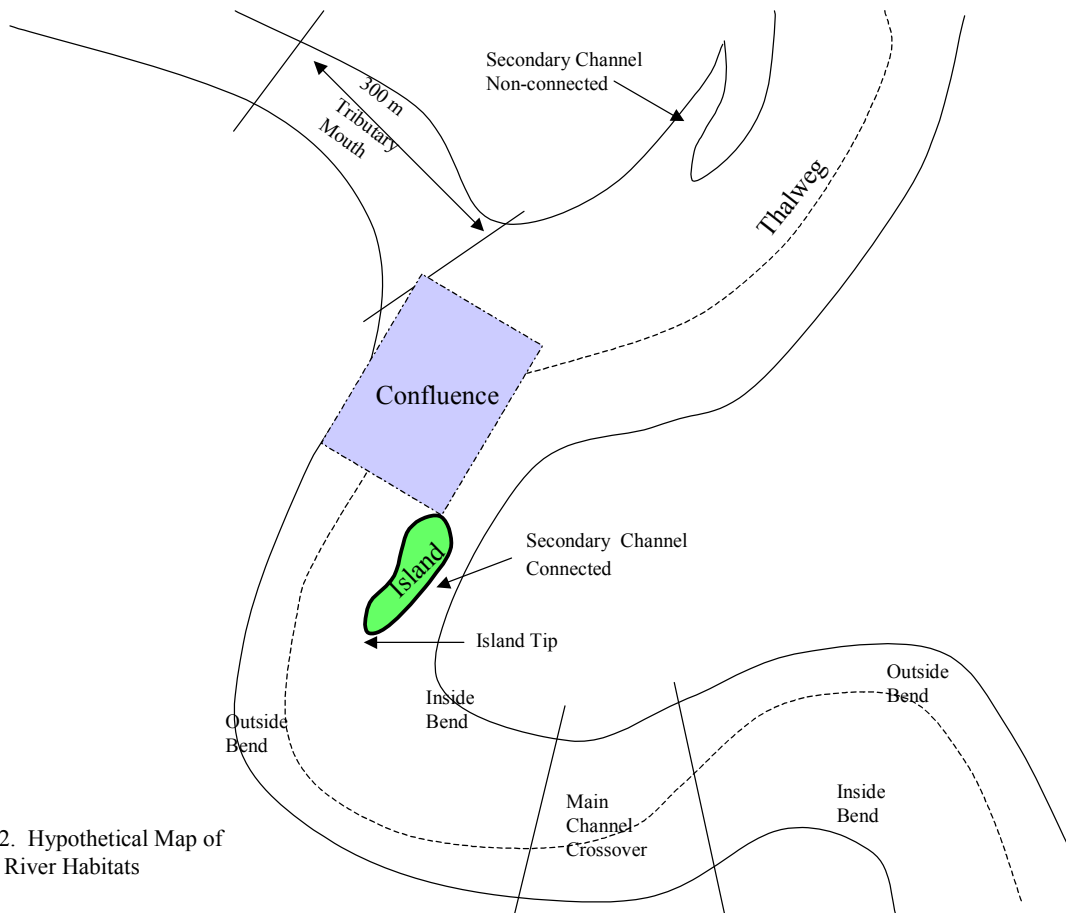 Secondary Channel
Non-connected
300 m
Tributary
Mouth
Thalweg
Confluence
Island
Secondary Channel
Connected
Island Tip
Inside
Bend
Outside
Bend
Outside
Bend
Main
Channel
Crossover
Inside
Bend
2. Hypothetical Map of
River Habitats